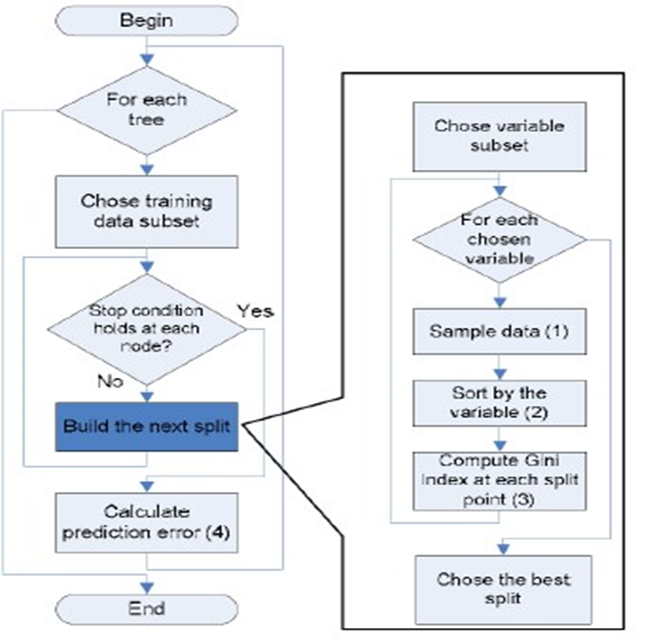 Begin
For each
tree
Chose training
data subset
Stop condition
holds at each
node?
Yes
No
Build the next split
Calculate
prediction error (4)
End
Chose variable
subset
For each
chosen
variable
Sample data (1)
Sort by the
variable (2)
Compute Gini
Index at each split
point (3)
Chose the best
split